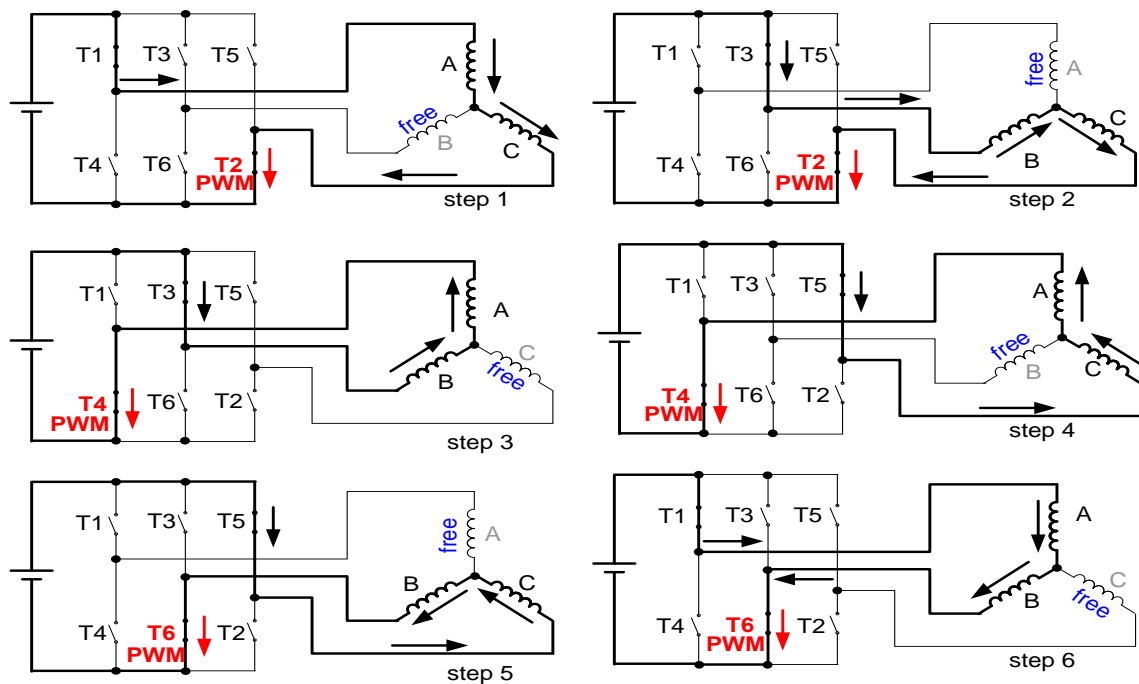 T1 T3 T5
A
free
B
C
T4 T6 T2
PWM
step 1
T1 T3 T5
free
A
C
B
T4 T6 T2
PWM
step 2
T1 T3 T5
A
C
free
B
T4
PWM
T6 T2
step 3
T1 T3 T5
A
free
B
C
T4
PWM
T6 T2
step 4
T1 T3 T5
free
A
B C
T4 T6 T2
PWM
step 5
T1 T3 T5
A
B
C
free
T4 T6 T2
PWM
step 6